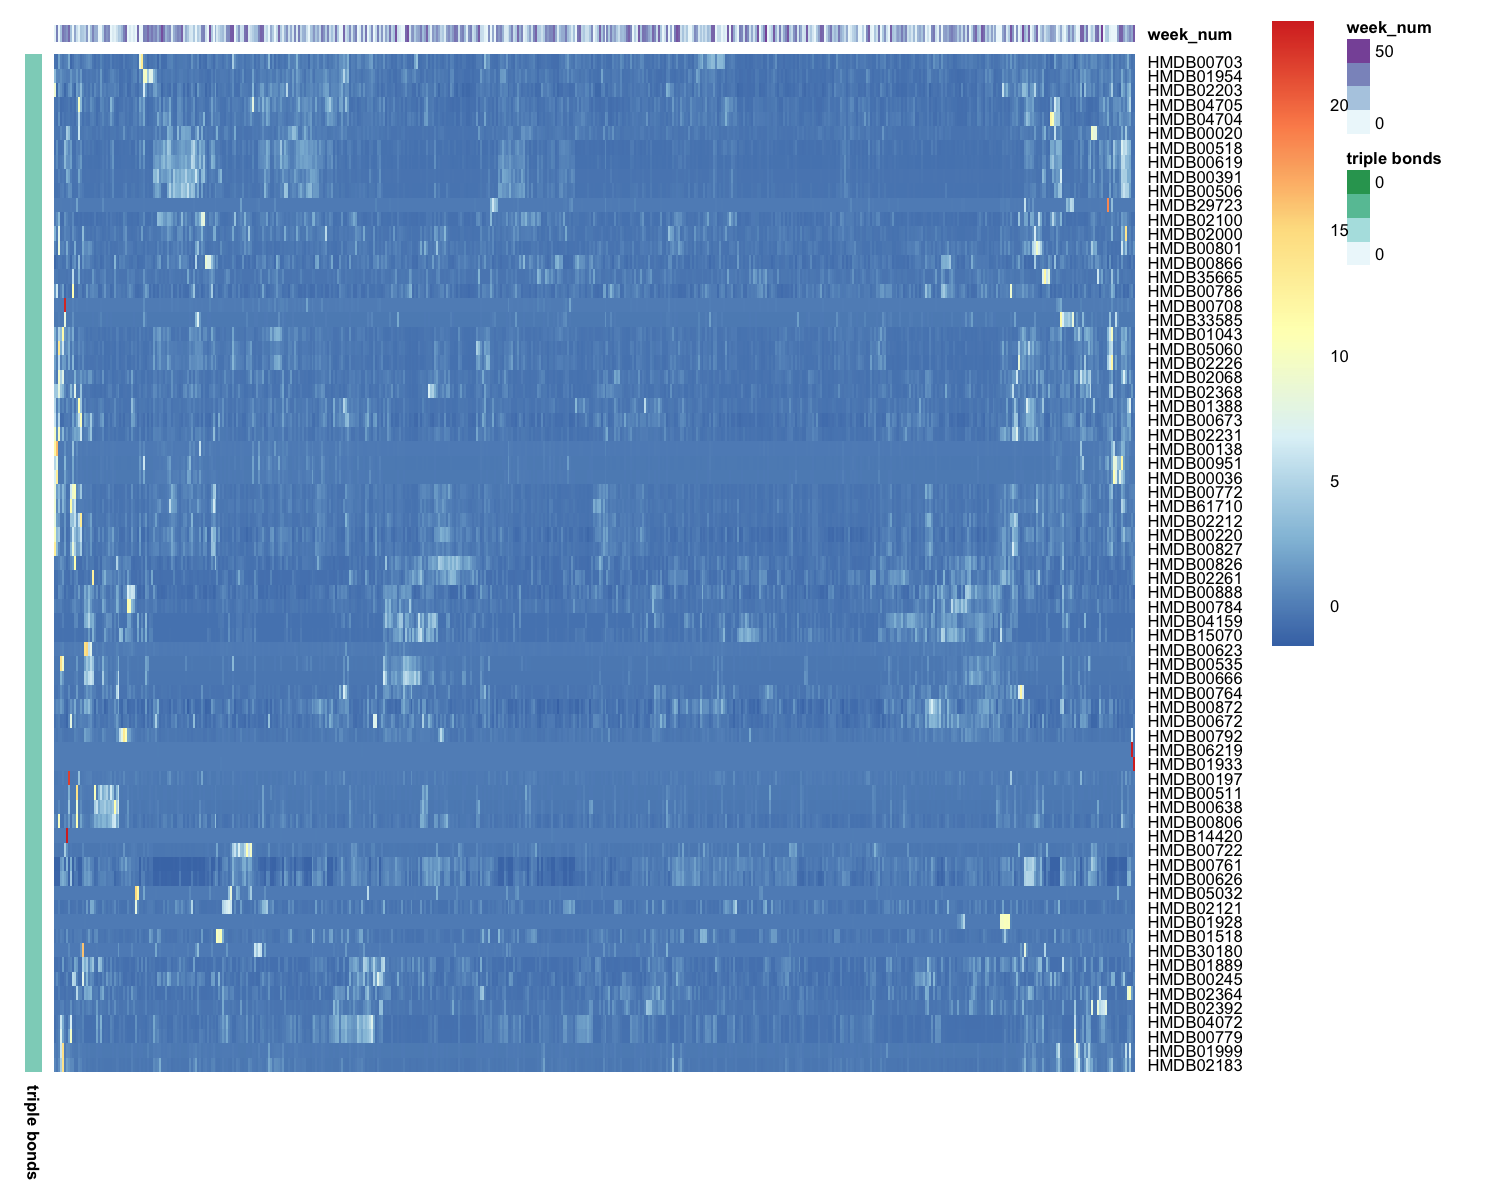 week_num
HMDB00703
HMDB01954
HMDB02203
HMDB04705
HMDB04704
HMDB00020
HMDB00518
HMDB00619
HMDB00391
HMDB00506
HMDB29723
HMDB02100
HMDB02000
HMDB00801
HMDB00866
HMDB35665
HMDB00786
HMDB00708
HMDB33585
HMDB01043
HMDB05060
HMDB02226
HMDB02068
HMDB02368
HMDB01388
HMDB00673
HMDB02231
HMDB00138
HMDB00951
HMDB00036
HMDB00772
HMDB61710
HMDB02212
HMDB00220
HMDB00827
HMDB00826
HMDB02261
HMDB00888
HMDB00784
HMDB04159
HMDB15070
HMDB00623
HMDB00535
HMDB00666
HMDB00764
HMDB00872
HMDB00672
HMDB00792
HMDB06219
HMDB01933
HMDB00197
HMDB00511
HMDB00638
HMDB00806
HMDB14420
HMDB00722
HMDB00761
HMDB00626
HMDB05032
HMDB02121
HMDB01928
HMDB01518
HMDB30180
HMDB01889
HMDB00245
HMDB02364
HMDB02392
HMDB04072
HMDB00779
HMDB01999
HMDB02183
triple bonds
20
15
10
5
0
week_num
50
0
triple bonds
0
0